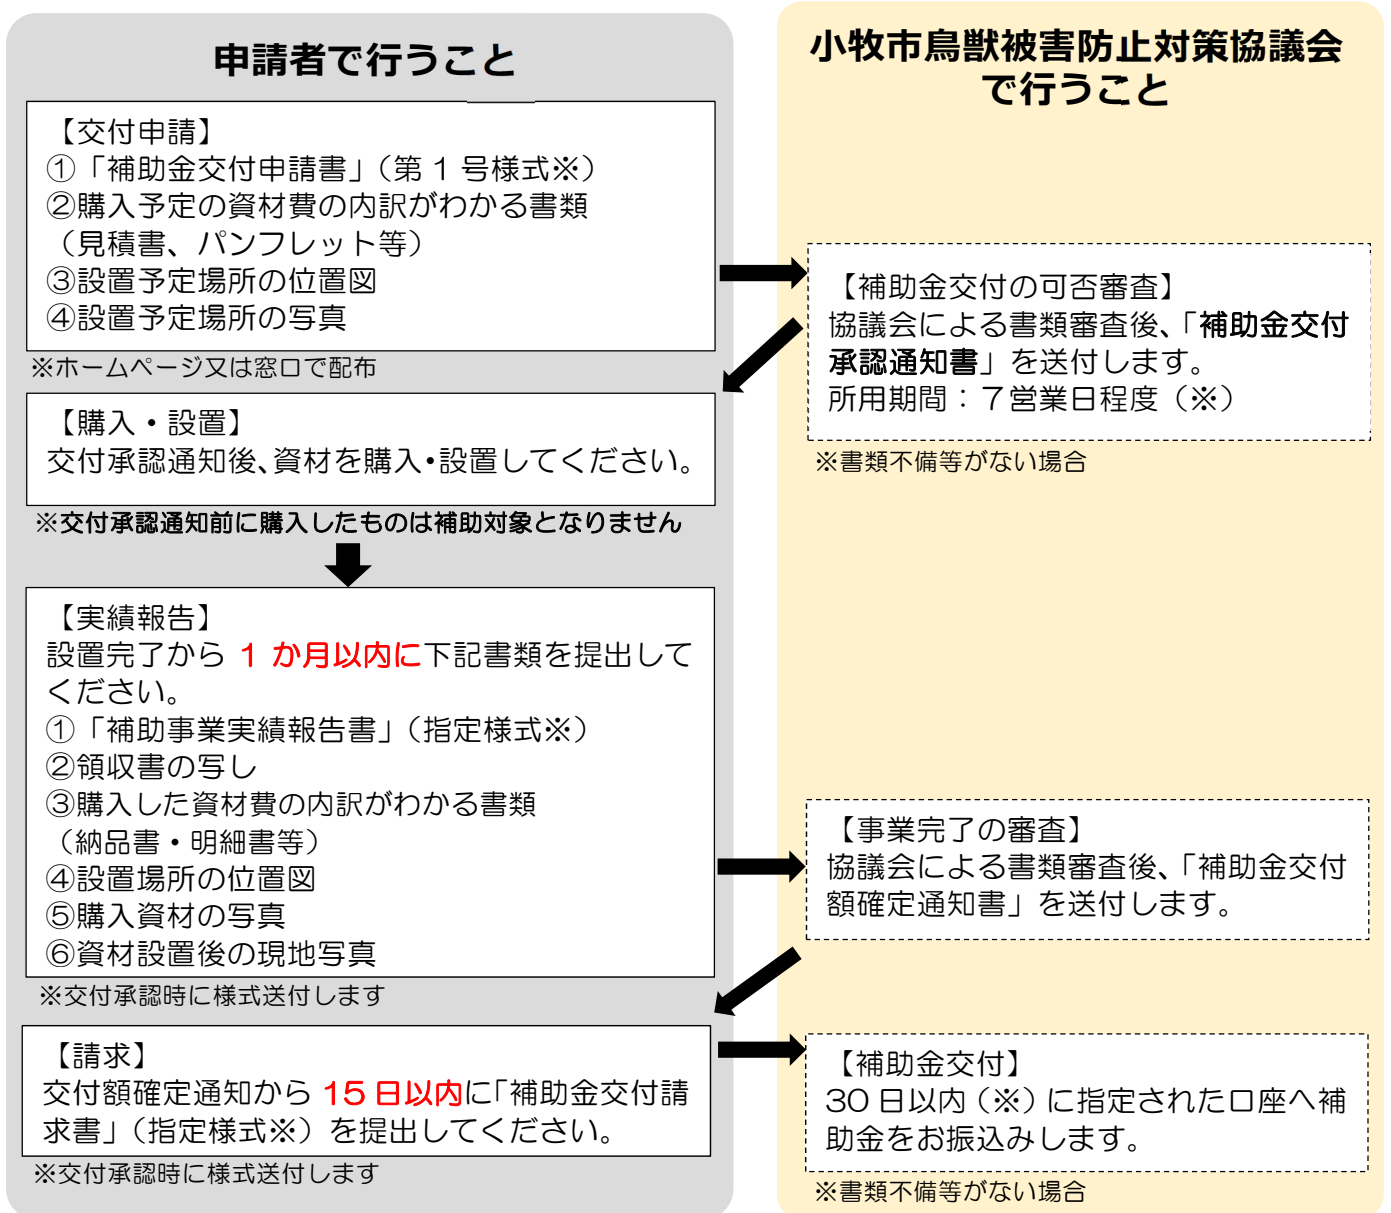 申請者で行うこと
【交付申請】
①「補助金交付申請書」（第１号様式※）
②購入予定の資材費の内訳がわかる書類
（見積書、パンフレット等）
③設置予定場所の位置図
④設置予定場所の写真
※ホームページ又は窓口で配布
【購入・設置】
交付承認通知後、資材を購入・設置してください。
※交付承認通知前に購入したものは補助対象となりません
【実績報告】
設置完了から １か月以内に下記書類を提出して
ください。
①「補助事業実績報告書」（指定様式※）
②領収書の写し
③購入した資材費の内訳がわかる書類
（納品書・明細書等）
④設置場所の位置図
⑤購入資材の写真
⑥資材設置後の現地写真
※交付承認時に様式送付します
【請求】
交付額確定通知から 15日以内に「補助金交付請
求書」（指定様式※）を提出してください。
※交付承認時に様式送付します
小牧市鳥獣被害防止対策協議会
で行うこと
【補助金交付の可否審査】
協議会による書類審査後、「補助金交付
承認通知書」を送付します。
所用期間：７営業日程度（※）
※書類不備等がない場合
【事業完了の審査】
協議会による書類審査後、「補助金交付
額確定通知書」を送付します。
【補助金交付】
30日以内（※）に指定された口座へ補
助金をお振込みします。
※書類不備等がない場合